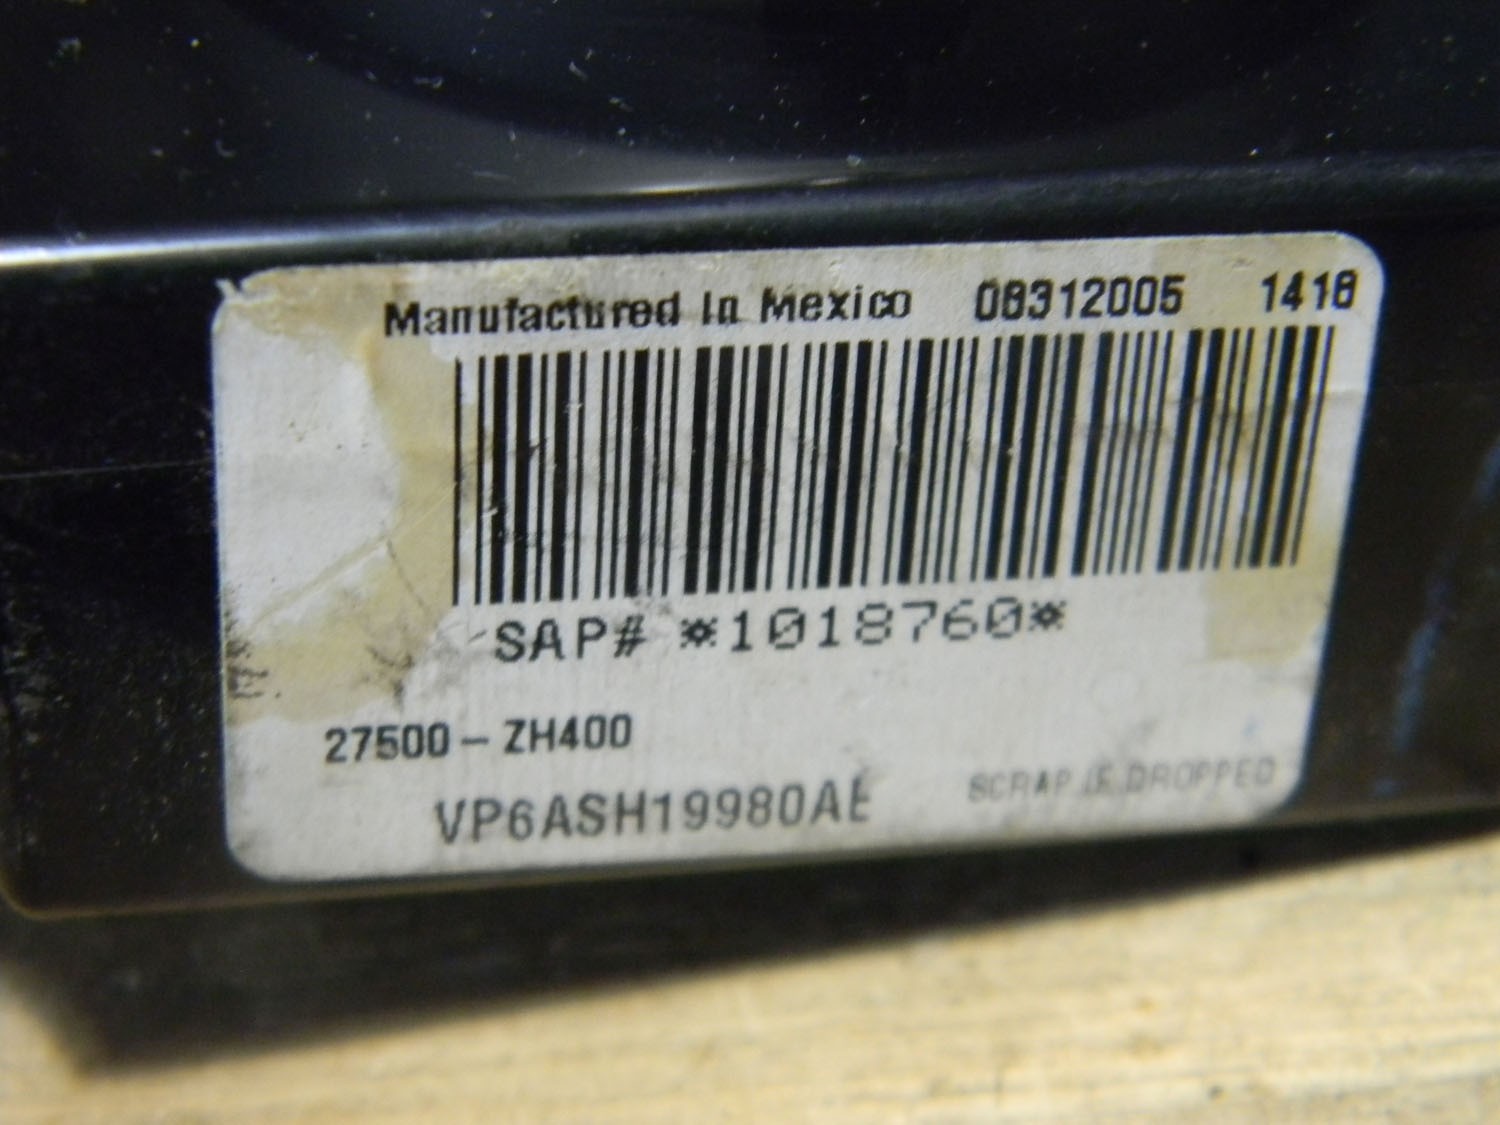 Manufactured In Mexico 08312005 1418
SAP# *1018760*
27500-ZH400
VP6ASH19980AE
SCRAP IF DROPPED